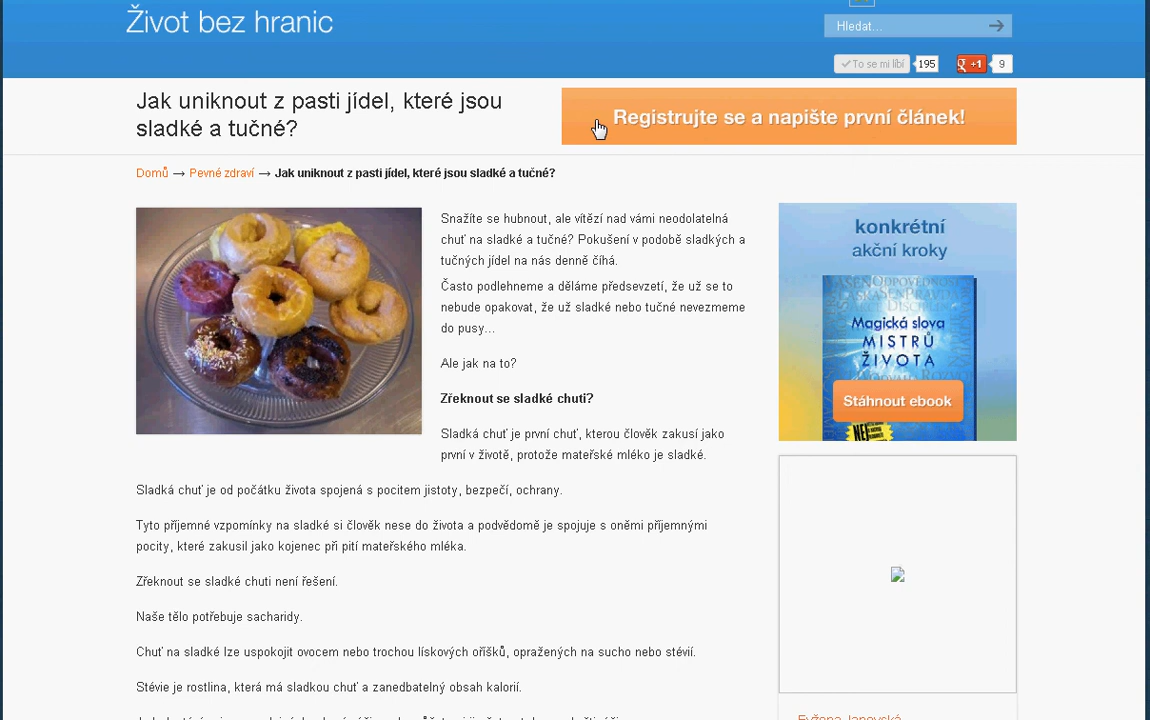 Život bez hranic
Hledat...
To se mi líbí
195
+1
9
Jak uniknout z pasti jídel, které jsou
sladké a tučné?
Registrujte se a napište první článek!
Domů → Pevné zdraví → Jak uniknout z pasti jídel, které jsou sladké a tučné?
Snažíte se hubnout, ale vítězí nad vámi neodolatelná
chuť na sladké a tučné? Pokušení v podobě sladkých a
tučných jídel na nás denně číhá.
Často podlehneme a děláme předsevzetí, že už se to
nebude opakovat, že už sladké nebo tučné nevezmeme
do pusy...
Ale jak na to?
Zřeknout se sladké chuti?
Sladká chuť je první chuť, kterou člověk zakusí jako
první v životě, protože mateřské mléko je sladké.
Sladká chuť je od počátku života spojená s pocitem jistoty, bezpečí, ochrany.
Tyto příjemné vzpomínky na sladké si člověk nese do života a podvědomě je spojuje s oněmi příjemnými
pocity, které zakusil jako kojenec při pití mateřského mléka.
Zřeknout se sladké chuti není řešení.
Naše tělo potřebuje sacharidy.
Chuť na sladké lze uspokojit ovocem nebo trochou lískových oříšků, opražených na sucho nebo stévií.
Stévie je rostlina, která má sladkou chuť a zanedbatelný obsah kalorií.
konkrétní
akční kroky
Magická slova
MISTRŮ
ŽIVOTA
Stáhnout ebook
Evžena Janovská